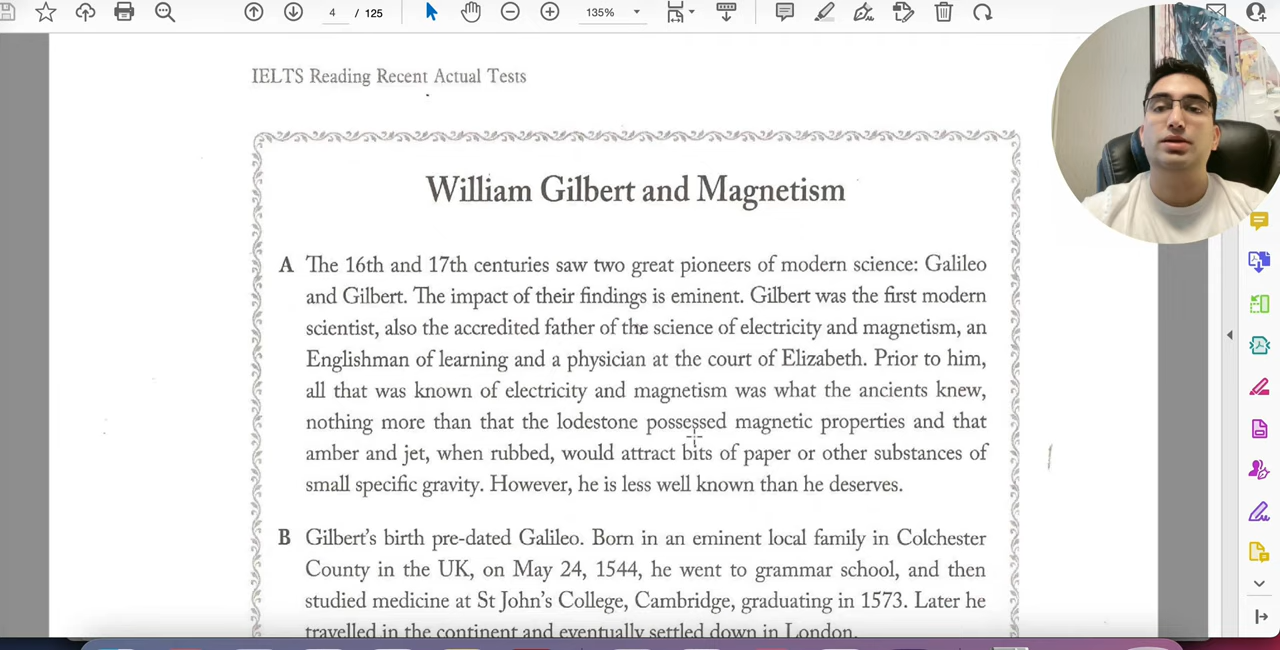 4 / 125
135%
IELTS Reading Recent Actual Tests
William Gilbert and Magnetism
A The 16th and 17th centuries saw two great pioneers of modern science: Galileo
and Gilbert. The impact of their findings is eminent. Gilbert was the first modern
scientist, also the accredited father of the science of electricity and magnetism, an
Englishman of learning and a physician at the court of Elizabeth. Prior to him,
all that was known of electricity and magnetism was what the ancients knew,
nothing more than that the lodestone possessed magnetic properties and that
amber and jet, when rubbed, would attract bits of paper or other substances of
small specific gravity. However, he is less well known than he deserves.
B Gilbert's birth pre-dated Galileo. Born in an eminent local family in Colchester
County in the UK, on May 24, 1544, he went to grammar school, and then
studied medicine at St John's College, Cambridge, graduating in 1573. Later he
travelled in the continent and eventually settled down in London.